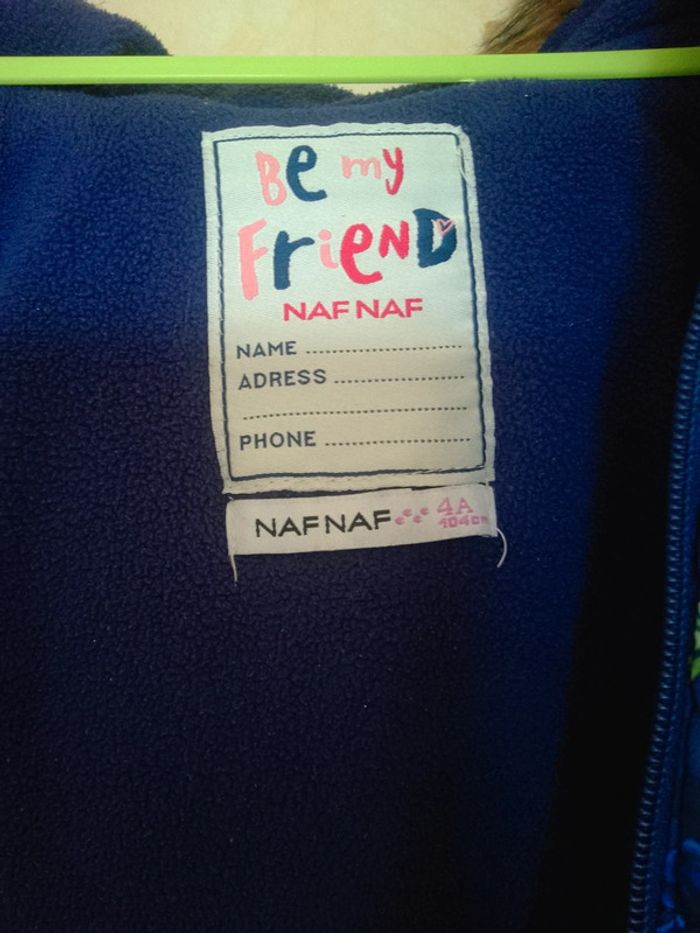 Be my
FrieND
NAF NAF
NAME
ADRESS
PHONE
NAF NAF 4A
104cm